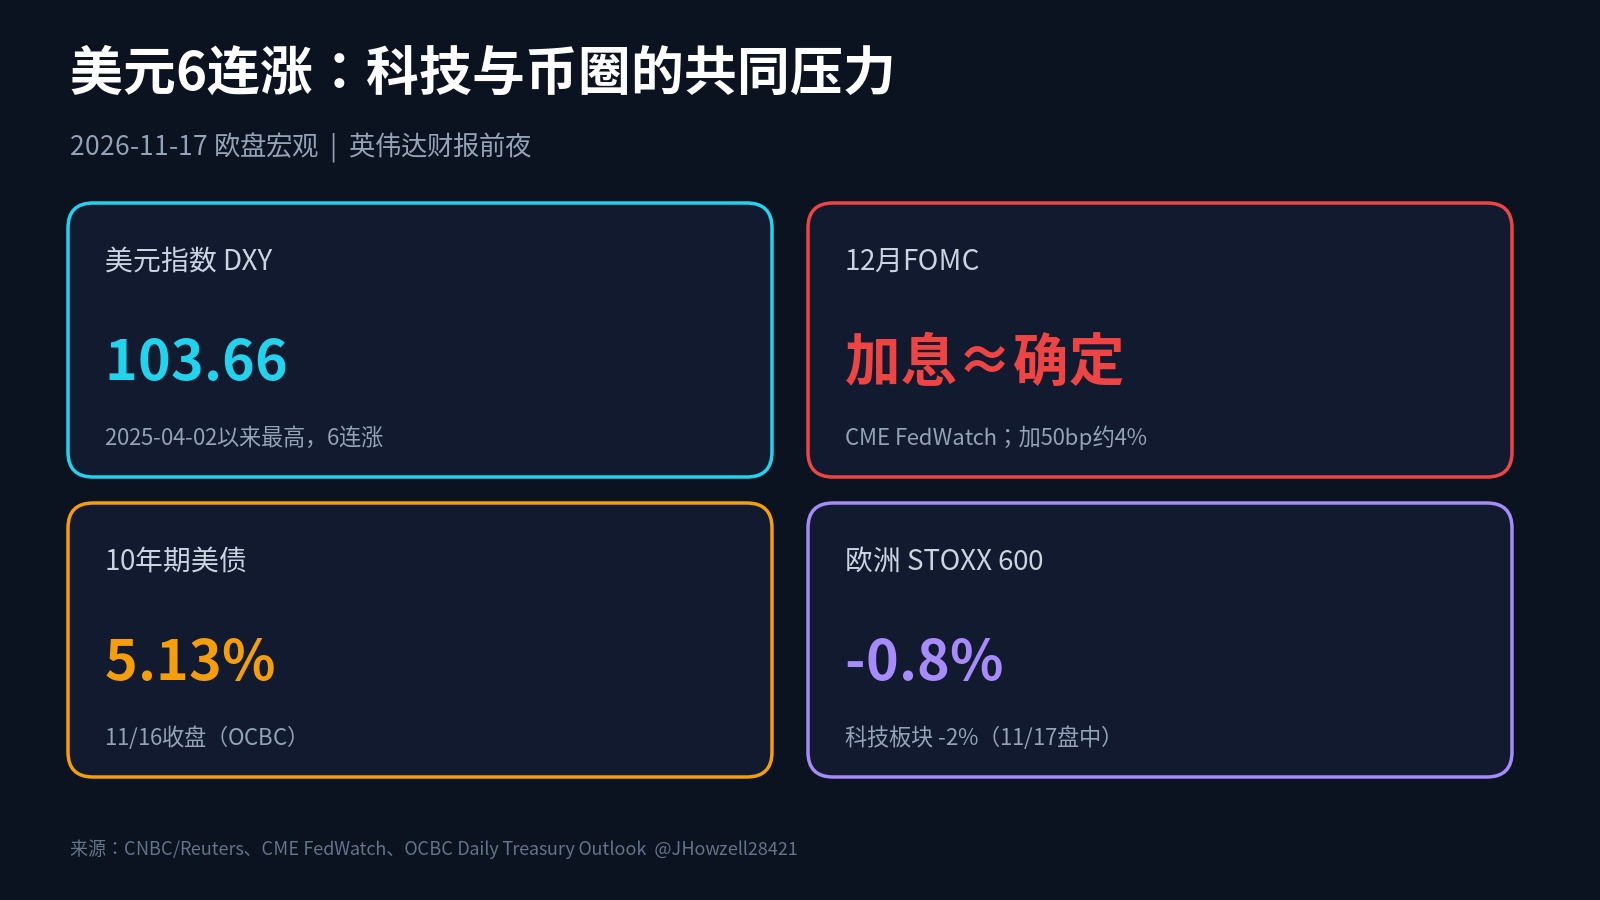 美元6连涨：科技与币圈的共同压力
2026-11-17 欧盘宏观 | 英伟达财报前夜
美元指数 DXY
103.66
2025-04-02以来最高，6连涨
12月FOMC
加息≈确定
CME FedWatch；加50bp约4%
10年期美债
5.13%
11/16收盘（OCBC）
欧洲 STOXX 600
-0.8%
科技板块 -2%（11/17盘中）
来源：CNBC/Reuters、CME FedWatch、OCBC Daily Treasury Outlook @JHowzell28421